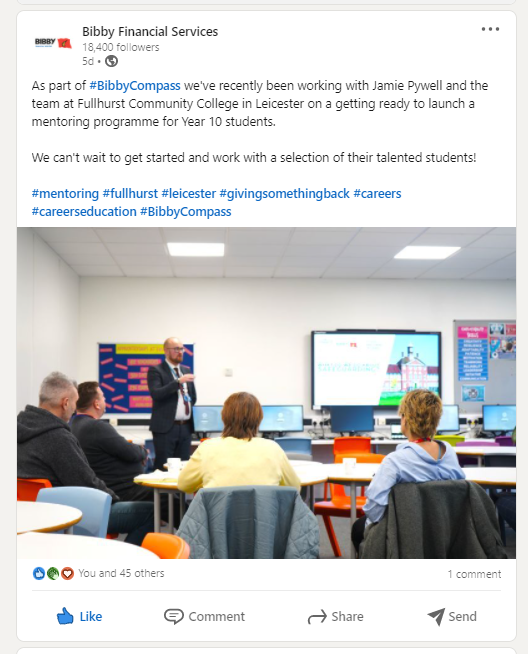 BIBBY
Bibby Financial Services
18,400 followers
5d •
As part of #BibbyCompass we've recently been working with Jamie Pywell and the
team at Fullhurst Community College in Leicester on a getting ready to launch a
mentoring programme for Year 10 students.
We can't wait to get started and work with a selection of their talented students!
#mentoring #fullhurst #leicester #givingsomethingback #careers
#careerseducation #BibbyCompass
You and 45 others
1 comment
Like
Comment
Share
Send